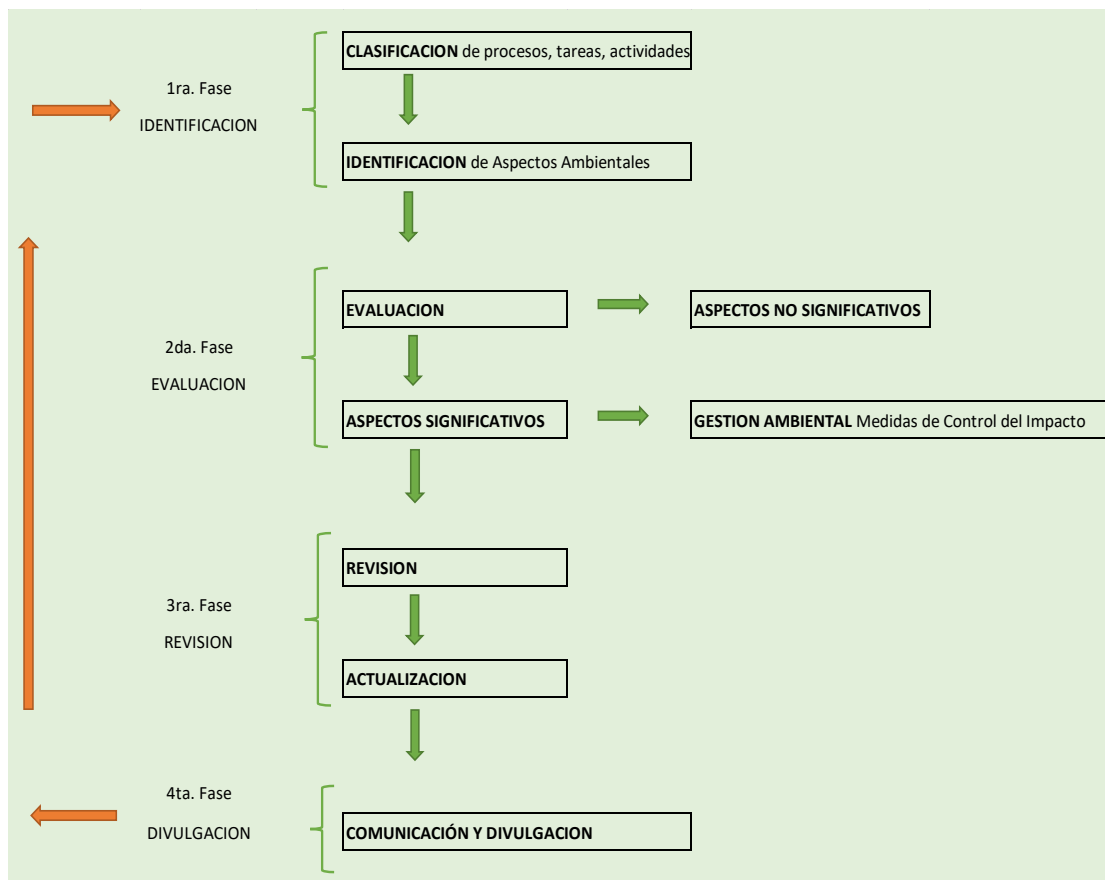 CLASIFICACION de procesos, tareas, actividades
1ra. Fase
IDENTIFICACION
IDENTIFICACION de Aspectos Ambientales
EVALUACION
ASPECTOS NO SIGNIFICATIVOS
2da. Fase
EVALUACION
ASPECTOS SIGNIFICATIVOS
GESTION AMBIENTAL Medidas de Control del Impacto
REVISION
3ra. Fase
REVISION
ACTUALIZACION
4ta. Fase
DIVULGACION
COMUNICACIÓN Y DIVULGACION